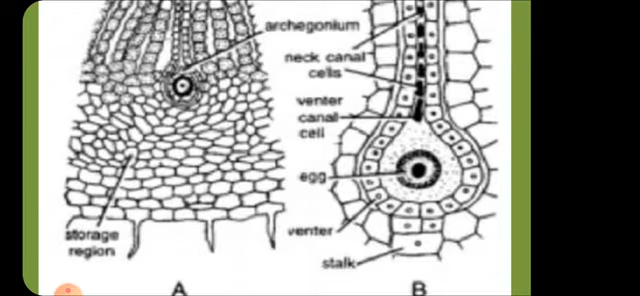 archegonium
neck canal
cells
venter
canal
cell
egg
storage
region
venter
stalk
A
B